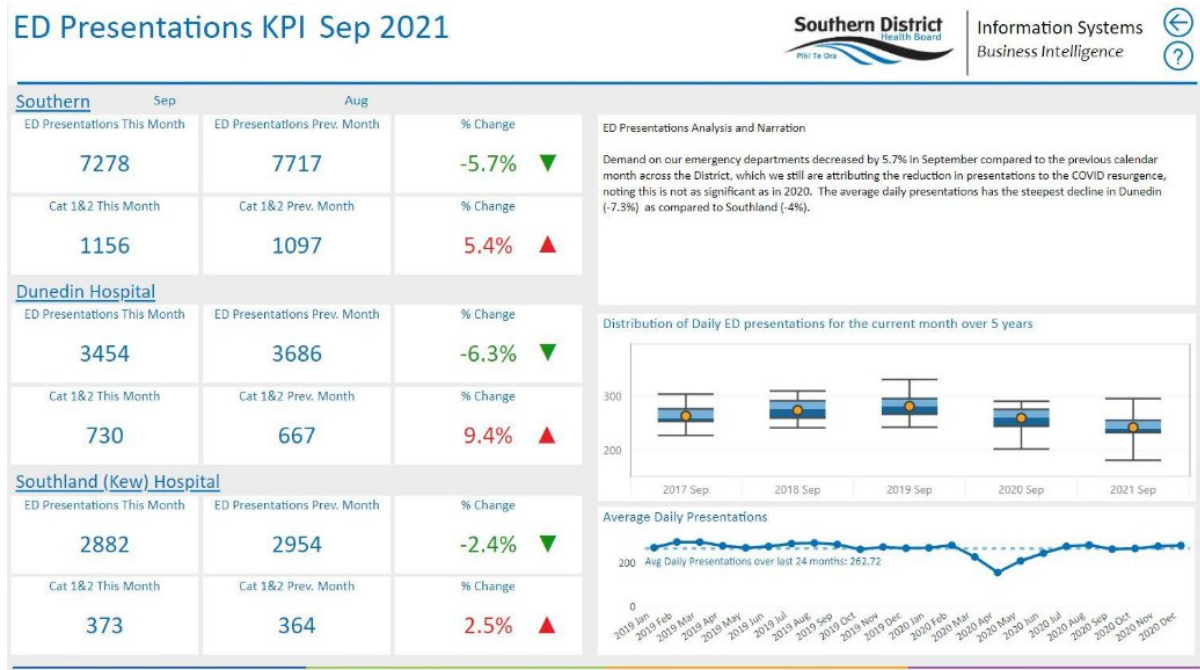 ED Presentations KPI Sep 2021
Southern District
Health Board
Piki Te Ora
Information Systems
Business Intelligence
Southern Sep Aug
ED Presentations This Month ED Presentations Prev. Month % Change
7278 7717 -5.7%
Cat 1&2 This Month Cat 1&2 Prev. Month % Change
1156 1097 5.4%
Dunedin Hospital
ED Presentations This Month ED Presentations Prev. Month % Change
3454 3686 -6.3%
Cat 1&2 This Month Cat 1&2 Prev. Month % Change
730 667 9.4%
Southland (Kew) Hospital
ED Presentations This Month ED Presentations Prev. Month % Change
2882 2954 -2.4%
Cat 1&2 This Month Cat 1&2 Prev. Month % Change
373 364 2.5%
ED Presentations Analysis and Narration
Demand on our emergency departments decreased by 5.7% in September compared to the previous calendar
month across the District, which we still are attributing the reduction in presentations to the COVID resurgence,
noting this is not as significant as in 2020. The average daily presentations has the steepest decline in Dunedin
(-7.3%) as compared to Southland (-4%).
Distribution of Daily ED presentations for the current month over 5 years
300
200
2017 Sep 2018 Sep 2019 Sep 2020 Sep 2021 Sep
Average Daily Presentations
200 Avg Daily Presentations over last 24 months: 262.72
0
2019 Jan 2019 Feb 2019 Mar 2019 Apr 2019 May 2019 Jun 2019 Jul 2019 Aug 2019 Sep 2019 Oct 2019 Nov 2019 Dec 2020 Jan 2020 Feb 2020 Mar 2020 Apr 2020 May 2020 Jun 2020 Jul 2020 Aug 2020 Sep 2020 Oct 2020 Nov 2020 Dec